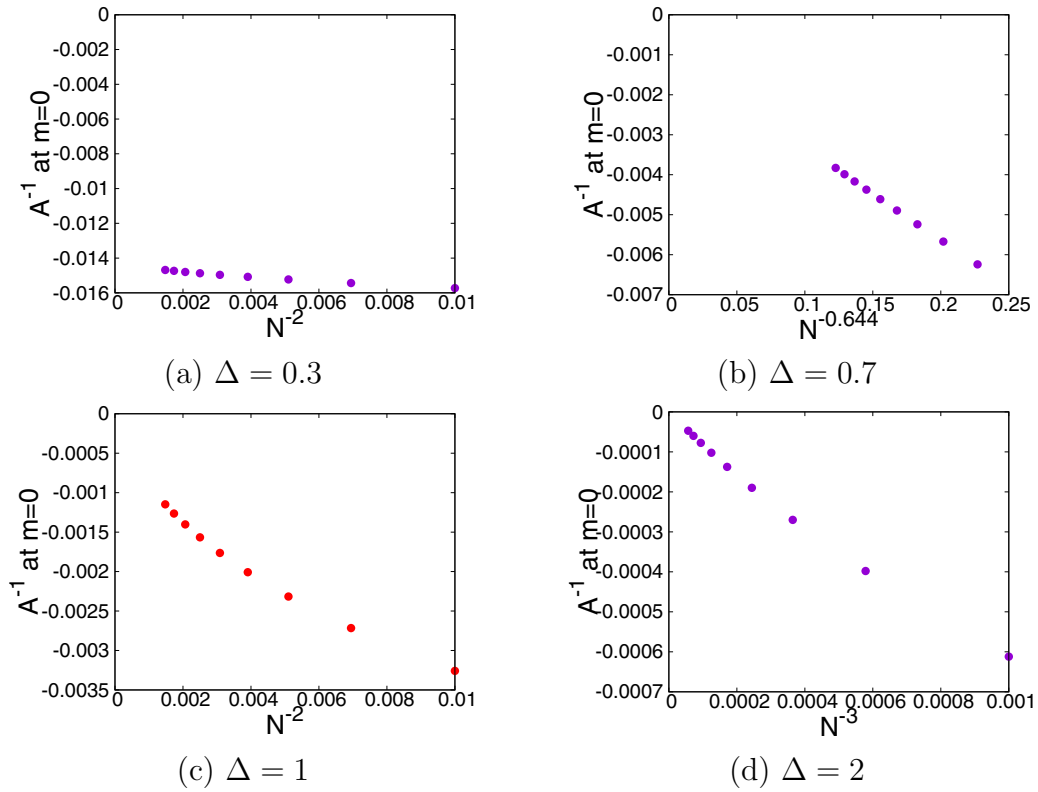 0
-0.002
-0.004
-0.006
-0.008
-0.01
-0.012
-0.014
-0.016
A⁻¹ at m=0
0 0.002 0.004 0.006 0.008 0.01
N⁻²
(a) Δ = 0.3
0
-0.001
-0.002
-0.003
-0.004
-0.005
-0.006
-0.007
A⁻¹ at m=0
0 0.05 0.1 0.15 0.2 0.25
N⁻⁰·⁶⁴⁴
(b) Δ = 0.7
0
-0.0005
-0.001
-0.0015
-0.002
-0.0025
-0.003
-0.0035
A⁻¹ at m=0
0 0.002 0.004 0.006 0.008 0.01
N⁻²
(c) Δ = 1
0
-0.0001
-0.0002
-0.0003
-0.0004
-0.0005
-0.0006
-0.0007
A⁻¹ at m=0
0 0.0002 0.0004 0.0006 0.0008 0.001
N⁻³
(d) Δ = 2